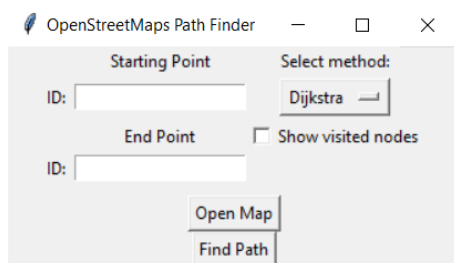 OpenStreetMaps Path Finder
Starting Point Select method:
ID: Dijkstra
End Point Show visited nodes
ID:
Open Map
Find Path